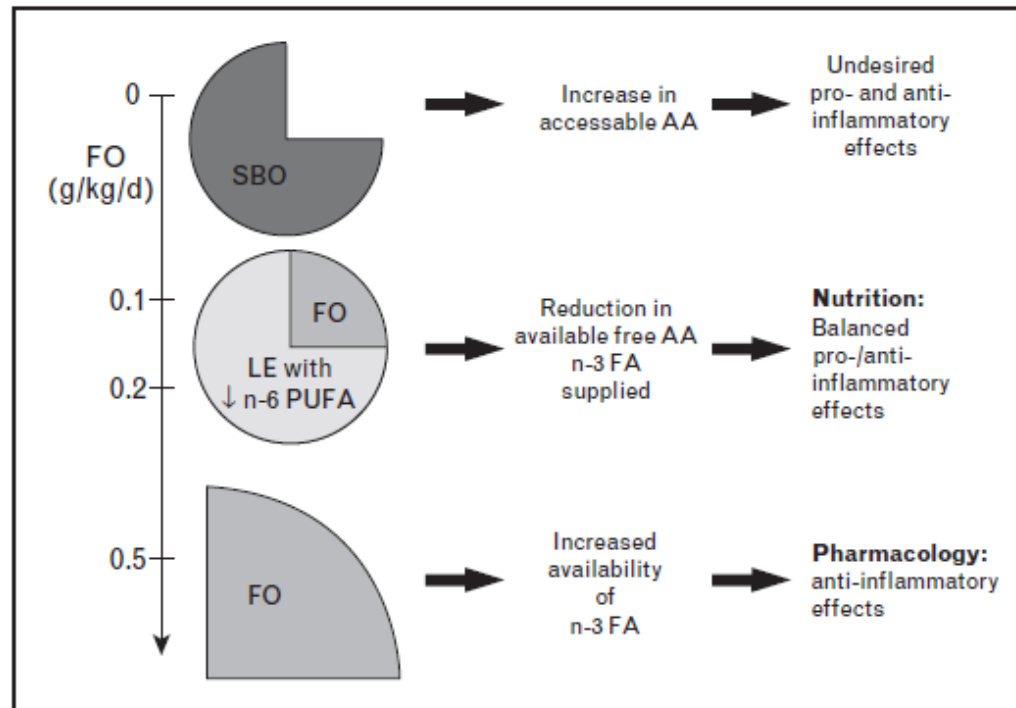 0
FO
(g/kg/d)
0.1
0.2
0.5
SBO
Increase in
accessable AA
Undesired
pro- and anti-
inflammatory
effects
FO
LE with
↓ n-6 PUFA
Reduction in
available free AA
n-3 FA
supplied
Nutrition:
Balanced
pro-/anti-
inflammatory
effects
FO
Increased
availability
of
n-3 FA
Pharmacology:
anti-inflammatory
effects